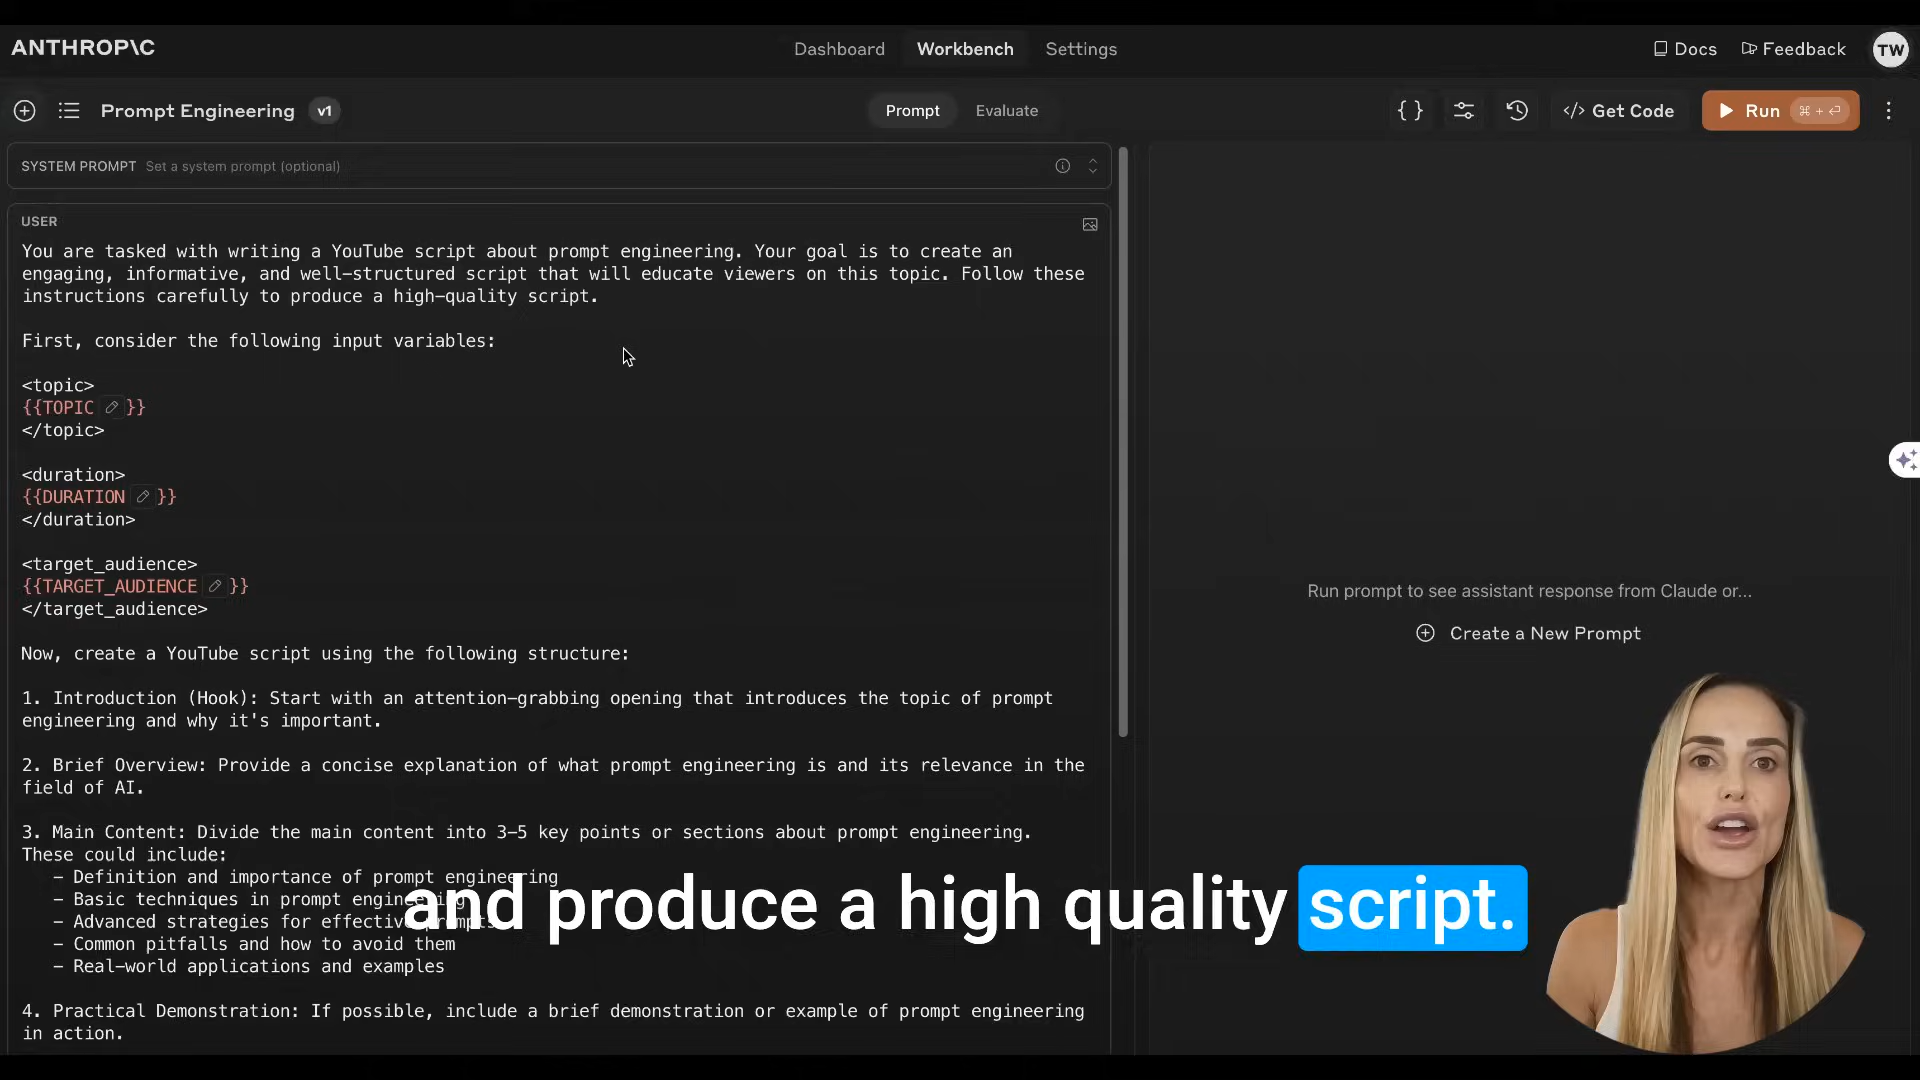 ANTHROP\C
Dashboard
Workbench
Settings
Docs
Feedback
TW
Prompt Engineering
v1
Prompt
Evaluate
{ }
</> Get Code
Run
⌘ + ⏎
SYSTEM PROMPT Set a system prompt (optional)
USER
You are tasked with writing a YouTube script about prompt engineering. Your goal is to create an
engaging, informative, and well-structured script that will educate viewers on this topic. Follow these
instructions carefully to produce a high-quality script.
First, consider the following input variables:
<topic>
{{TOPIC}}
</topic>
<duration>
{{DURATION}}
</duration>
<target_audience>
{{TARGET_AUDIENCE}}
</target_audience>
Now, create a YouTube script using the following structure:
1. Introduction (Hook): Start with an attention-grabbing opening that introduces the topic of prompt
engineering and why it's important.
2. Brief Overview: Provide a concise explanation of what prompt engineering is and its relevance in the
field of AI.
3. Main Content: Divide the main content into 3-5 key points or sections about prompt engineering.
These could include:
- Definition and importance of prompt engineering
- Basic techniques in prompt engineering
- Advanced strategies for effective prompts
- Common pitfalls and how to avoid them
- Real-world applications and examples
4. Practical Demonstration: If possible, include a brief demonstration or example of prompt engineering
in action.
Run prompt to see assistant response from Claude or...
Create a New Prompt
and produce a high quality script.